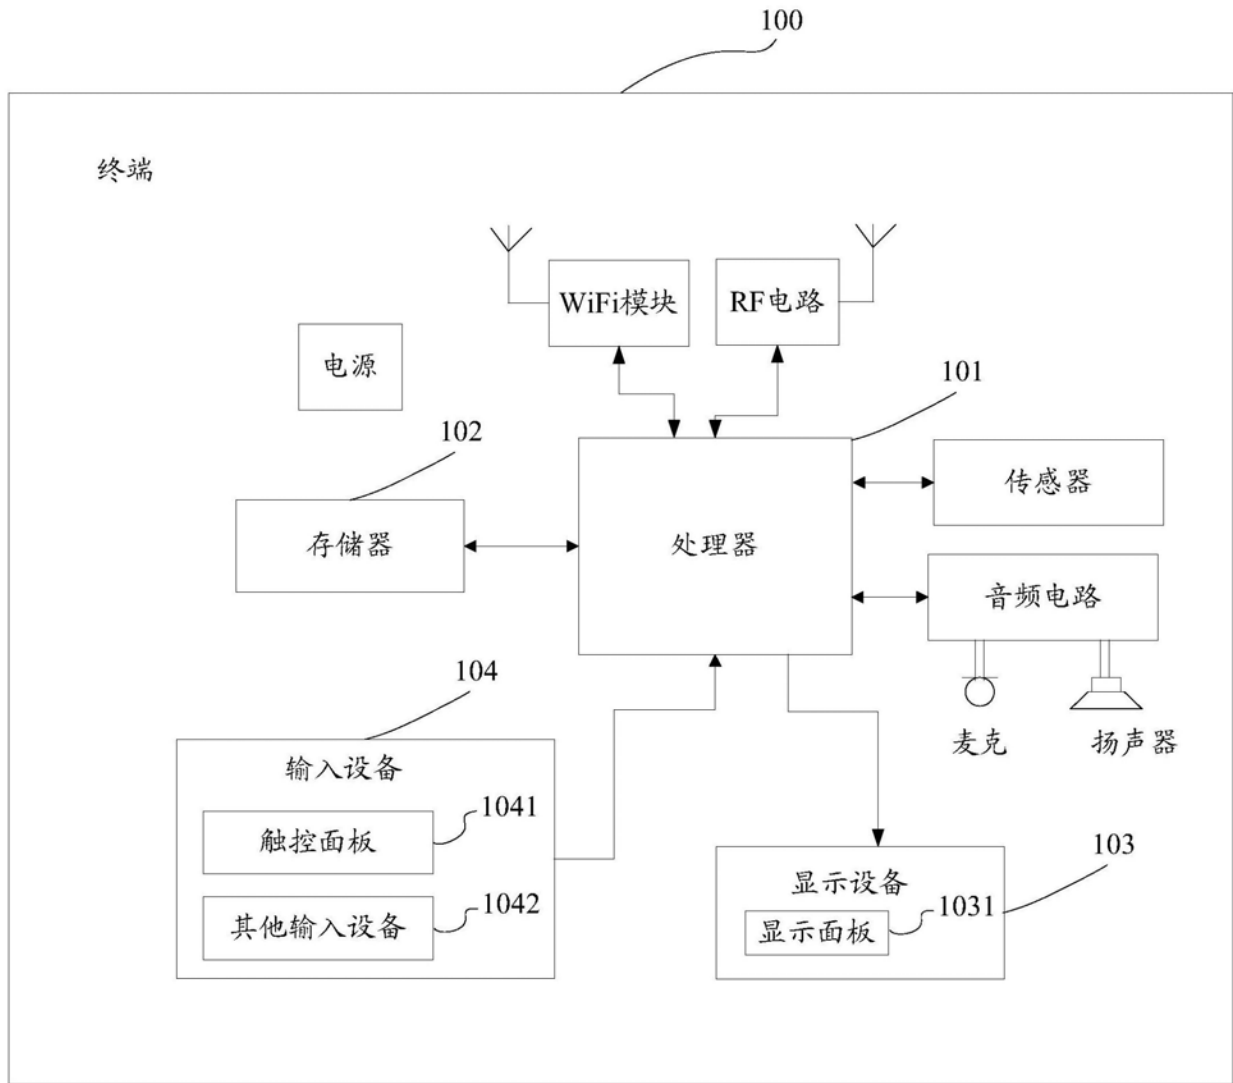 100
终端
WiFi模块
RF电路
电源
101
102
传感器
存储器
处理器
音频电路
104
麦克
扬声器
输入设备
1041
触控面板
103
显示设备
1042
1031
其他输入设备
显示面板